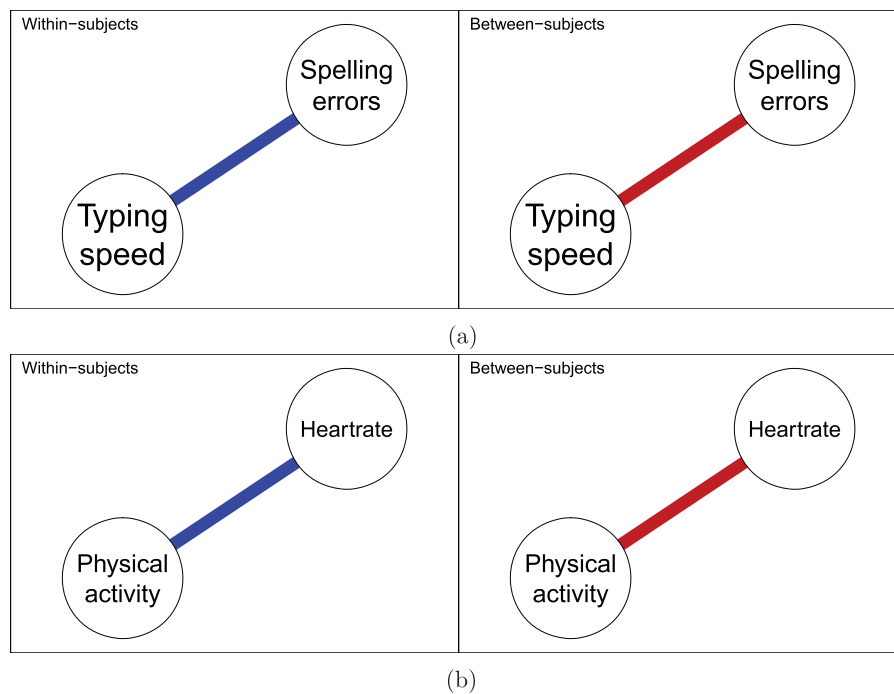 Within−subjects
Spelling
errors
Typing
speed
Between−subjects
Spelling
errors
Typing
speed
(a)
Within−subjects
Heartrate
Physical
activity
Between−subjects
Heartrate
Physical
activity
(b)